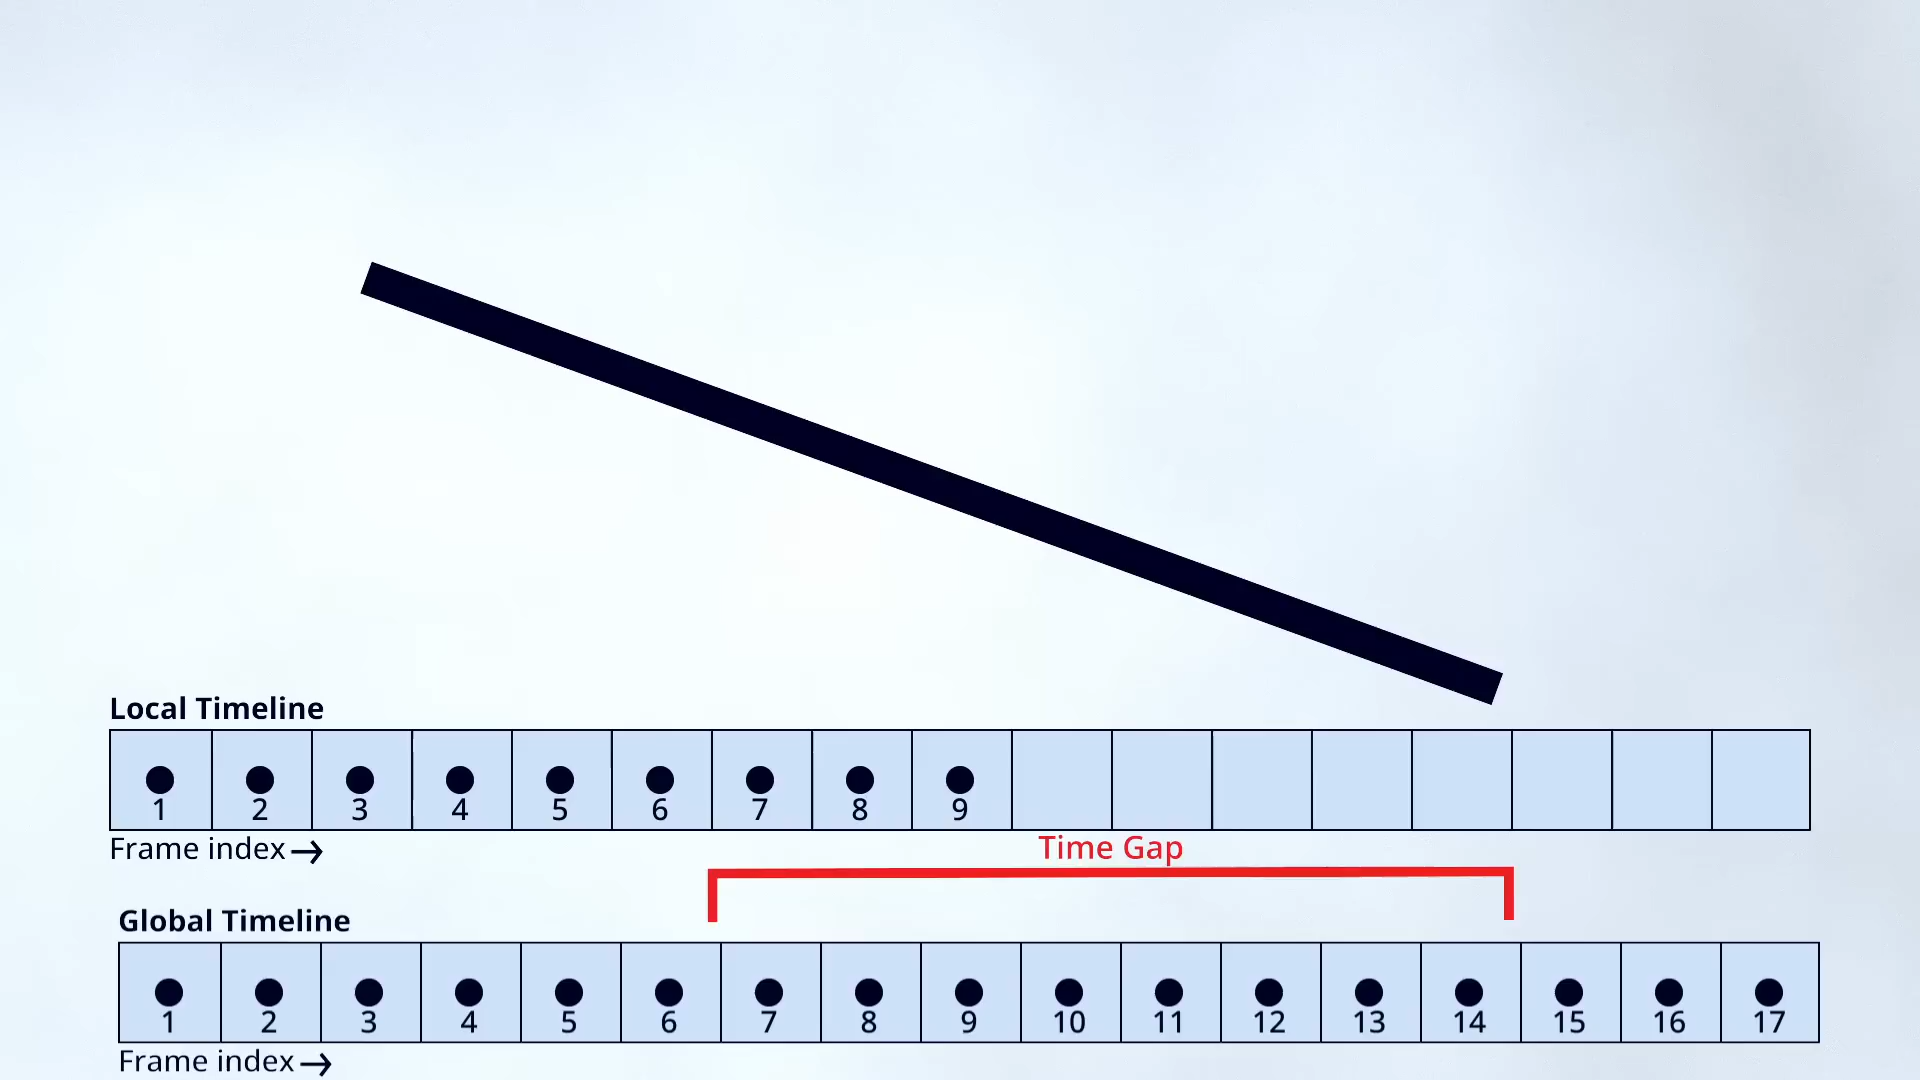 Local Timeline
1 2 3 4 5 6 7 8 9
Frame index→
Time Gap
Global Timeline
1 2 3 4 5 6 7 8 9 10 11 12 13 14 15 16 17
Frame index→